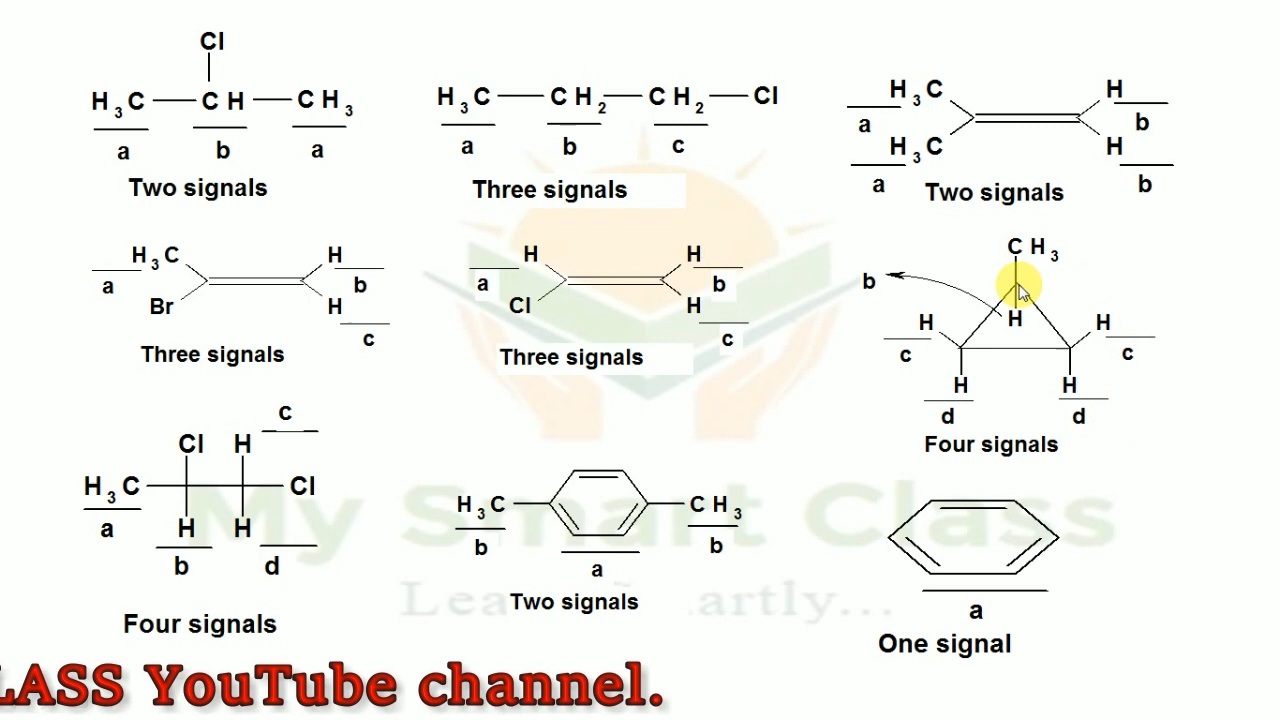 Cl
H3C CH CH3
a b a
Two signals
H3C CH2 CH2 Cl
a b c
Three signals
H3C H
a b
H3C H
a b
Two signals
H3C H
a b
Br H
c
Three signals
H H
a b
Cl H
c
Three signals
CH3
b
H
H H
c c
H H
d d
Four signals
c
Cl H
H3C Cl
a
H H
b d
Four signals
H3C CH3
b b
a
Two signals
a
One signal
My Smart Class
LASS YouTube channel.